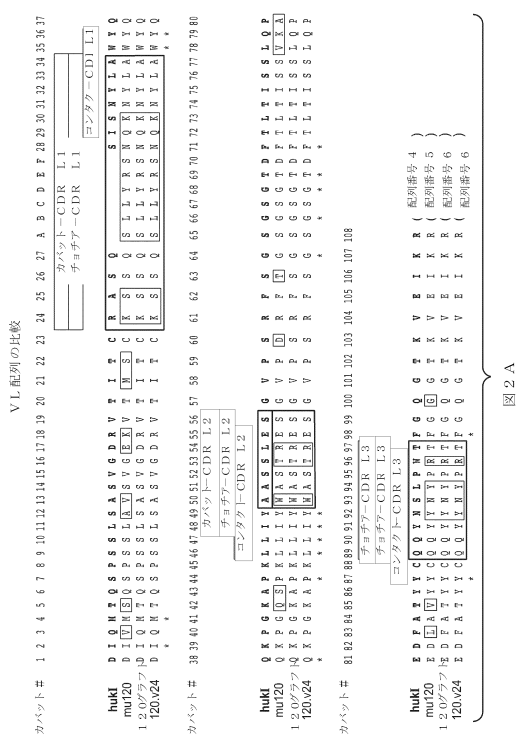 VL 配列の比較
カバット－CDR L1
チョチア－CDR L1
コンタクト－CDI L1
カバット # 1 2 3 4 5 6 7 8 9 10 11 12 13 14 15 16 17 18 19 20 21 22 23 24 25 26 27 A B C D E F 28 29 30 31 32 33 34 35 36 37
hukI D I Q M T Q S P S S L S A S V G D R V T I T C R A S Q S I S N Y L A W Y Q
mu120 D I V M S Q S P S S L A V S V G E K V T M S C K S S Q S L L Y R S N Q K N Y L A W Y Q
120グラフト D I Q M T Q S P S S L S A S V G D R V T I T C K S S Q S L L Y R S N Q K N Y L A W Y Q
120.v24 D I Q M T Q S P S S L S A S V G D R V T I T C K S S Q S L L Y R S N Q K N Y L A W Y Q
* * * *
カバット # 38 39 40 41 42 43 44 45 46 47 48 49 50 51 52 53 54 55 56 57 58 59 60 61 62 63 64 65 66 67 68 69 70 71 72 73 74 75 76 77 78 79 80
カバット－CDR L2
チョチア－CDR L2
コンタクト－CDR L2
hukI Q K P G K A P K L L I Y A A S S L E S G V P S R F S G S G S G T D F T L T I S S L Q P
mu120 Q K P G Q S P K L L I Y W A S T R E S G V P D R F T G S G S G T D F T L T I S S V K A
120グラフト Q K P G K A P K L L I Y W A S T R E S G V P S R F S G S G S G T D F T L T I S S L Q P
120.v24 Q K P G K A P K L L I Y W A S T R E S G V P S R F S G S G S G T D F T L T I S S L Q P
カバット # 81 82 83 84 85 86 87 88 89 90 91 92 93 94 95 96 97 98 99 100 101 102 103 104 105 106 107 108
カバット－CDR L3
チョチア－CDR L3
コンタクト－CDR L3
hukI E D F A T Y Y C Q Q Y N S L P W T F G Q G T K V E I K R ( 配列番号 4 )
mu120 E D L A V Y Y C Q Q Y Y N Y P R T F G G G T K V E I K R ( 配列番号 5 )
120グラフト E D F A T Y Y C Q Q Y Y N Y P R T F G Q G T K V E I K R ( 配列番号 6 )
120.v24 E D F A T Y Y C Q Q Y Y N Y P R T F G Q G T K V E I K R ( 配列番号 6 )
*
図2A